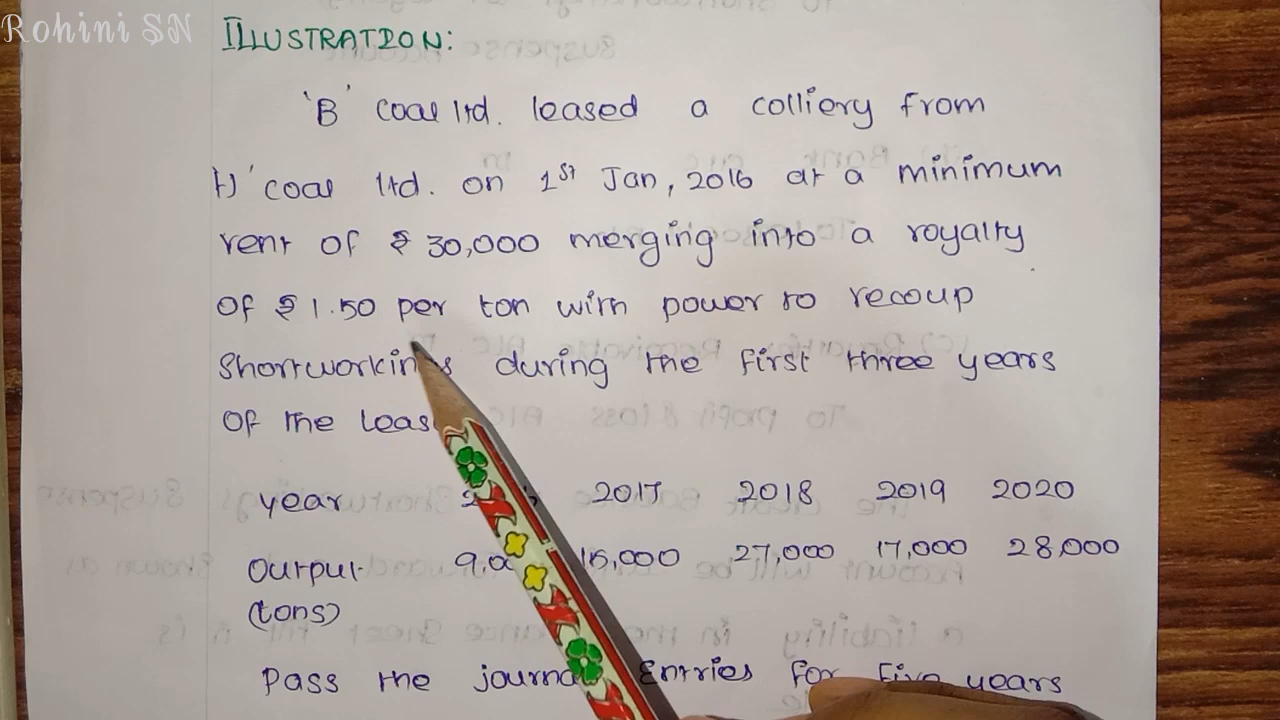 Rohini SN
ILLUSTRATION:
'B' coal ltd. leased a colliery from
'H' coal ltd. on 1st Jan, 2016 at a minimum
rent of ₹ 30,000 merging into a royalty
of ₹ 1.50 per ton with power to recoup
Shortworkings during the first three years
of the
year 2017 2018 2019 2020
Output 15,000 27,000 17,000 28,000
(tons)
Pass the Entries for five years